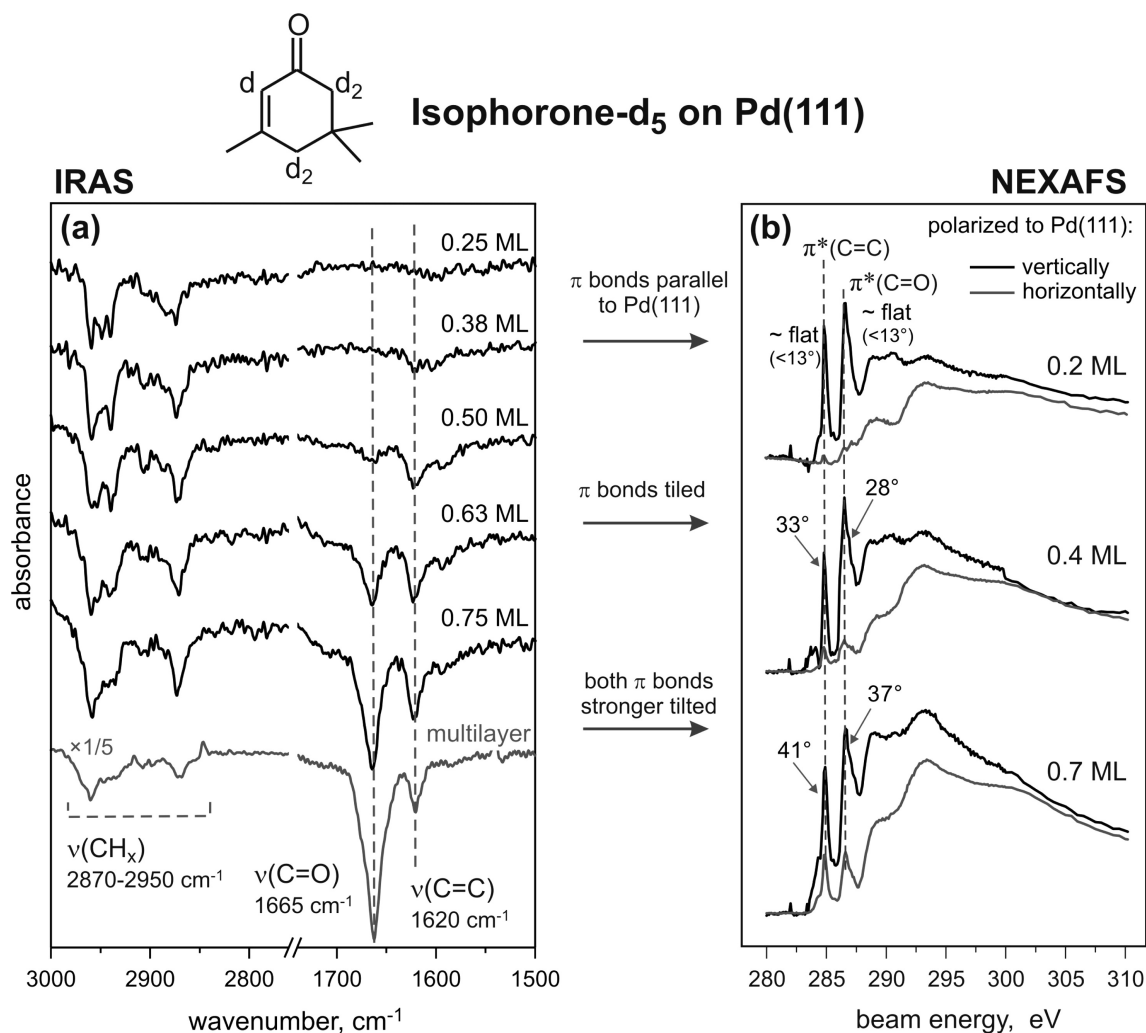 O
d
d₂
d₂
Isophorone-d₅ on Pd(111)
IRAS
NEXAFS
(a)
0.25 ML
0.38 ML
0.50 ML
0.63 ML
0.75 ML
multilayer
×1/5
ν(CHₓ)
2870-2950 cm⁻¹
ν(C=O)
1665 cm⁻¹
ν(C=C)
1620 cm⁻¹
absorbance
3000 2900 2800 1700 1600 1500
wavenumber, cm⁻¹
π bonds parallel
to Pd(111)
π bonds tiled
both π bonds
stronger tilted
(b)
polarized to Pd(111):
vertically
horizontally
π*(C=C)
π*(C=O)
~ flat
(<13°)
~ flat
(<13°)
0.2 ML
33°
28°
0.4 ML
41°
37°
0.7 ML
280 285 290 295 300 305 310
beam energy, eV